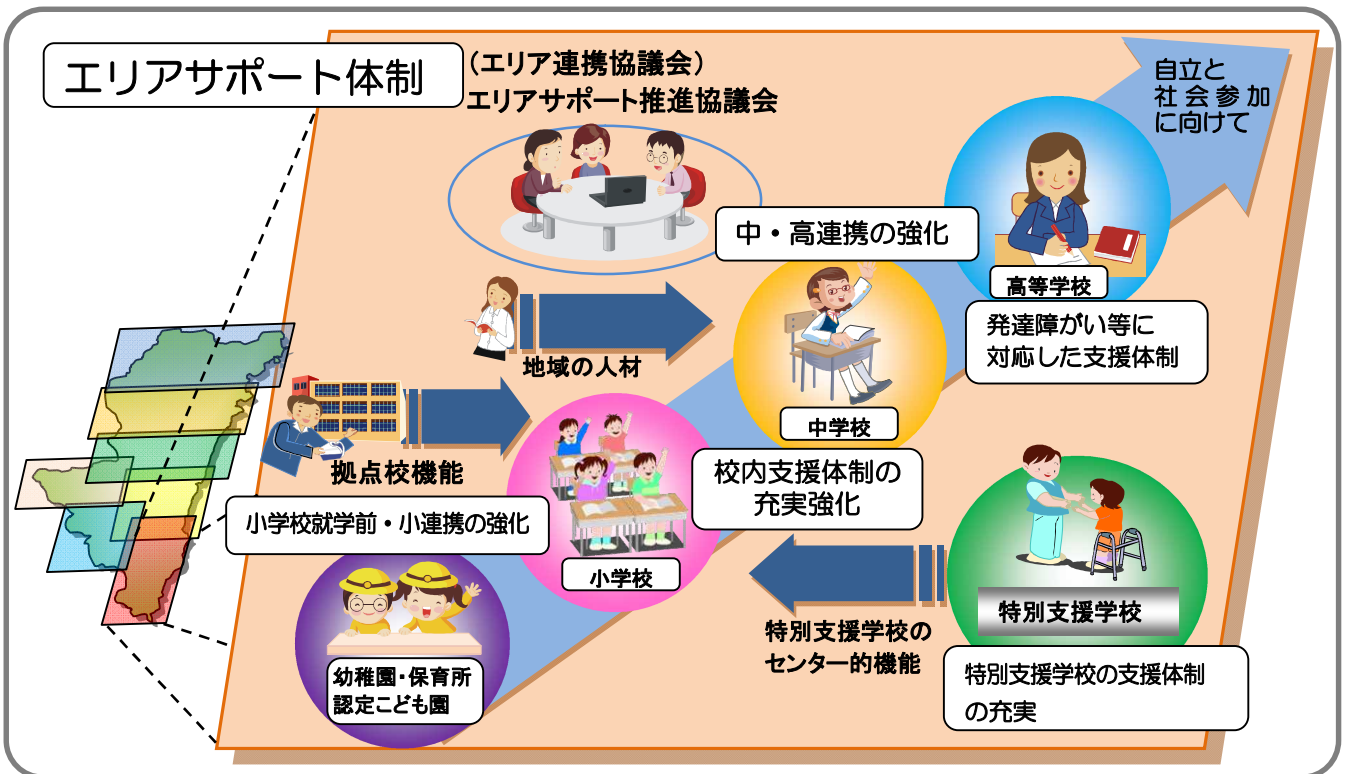 エリアサポート体制
（エリア連携協議会）
エリアサポート推進協議会
自立と
社会参加
に向けて
中・高連携の強化
高等学校
発達障がい等に
対応した支援体制
地域の人材
中学校
拠点校機能
校内支援体制の
充実強化
小学校就学前・小連携の強化
小学校
特別支援学校
特別支援学校の
センター的機能
幼稚園・保育所
認定こども園
特別支援学校の支援体制
の充実